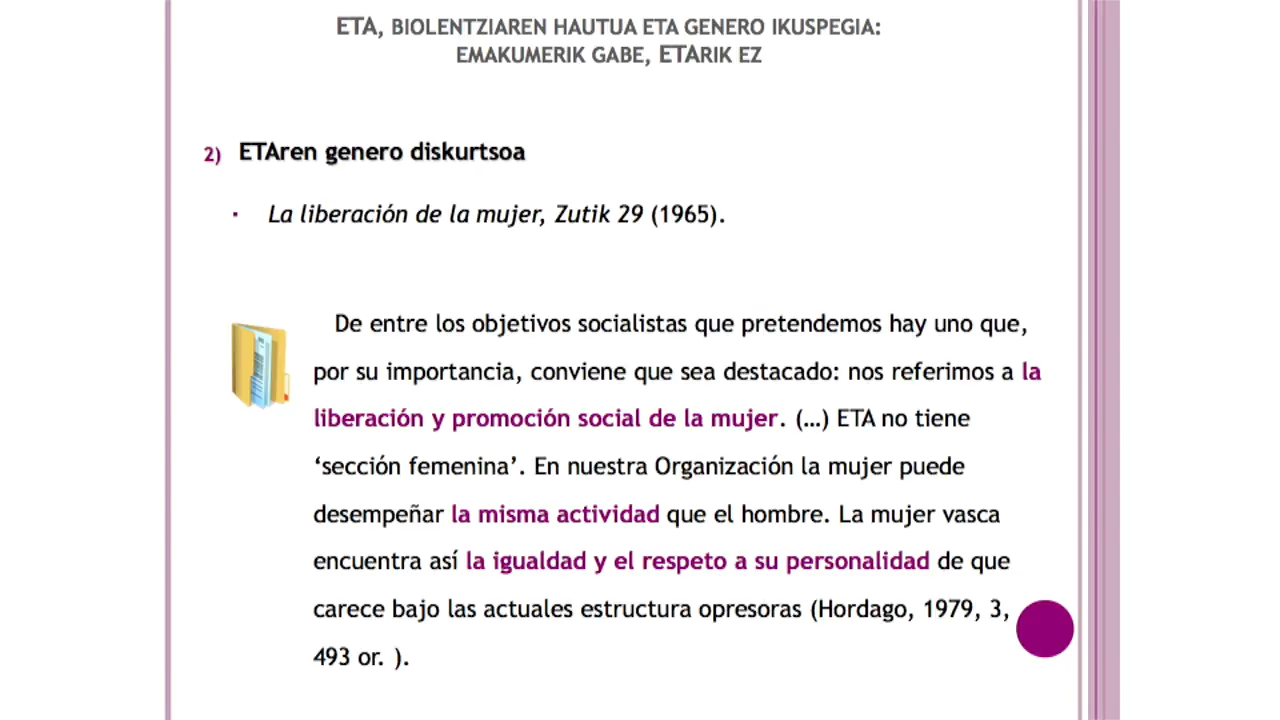 ETA, BIOLENTZIAREN HAUTUA ETA GENERO IKUSPEGIA:
EMAKUMERIK GABE, ETARIK EZ
2) ETAren genero diskurtsoa
▪ La liberación de la mujer, Zutik 29 (1965).
De entre los objetivos socialistas que pretendemos hay uno que,
por su importancia, conviene que sea destacado: nos referimos a la
liberación y promoción social de la mujer. (…) ETA no tiene
‘sección femenina’. En nuestra Organización la mujer puede
desempeñar la misma actividad que el hombre. La mujer vasca
encuentra así la igualdad y el respeto a su personalidad de que
carece bajo las actuales estructura opresoras (Hordago, 1979, 3,
493 or. ).